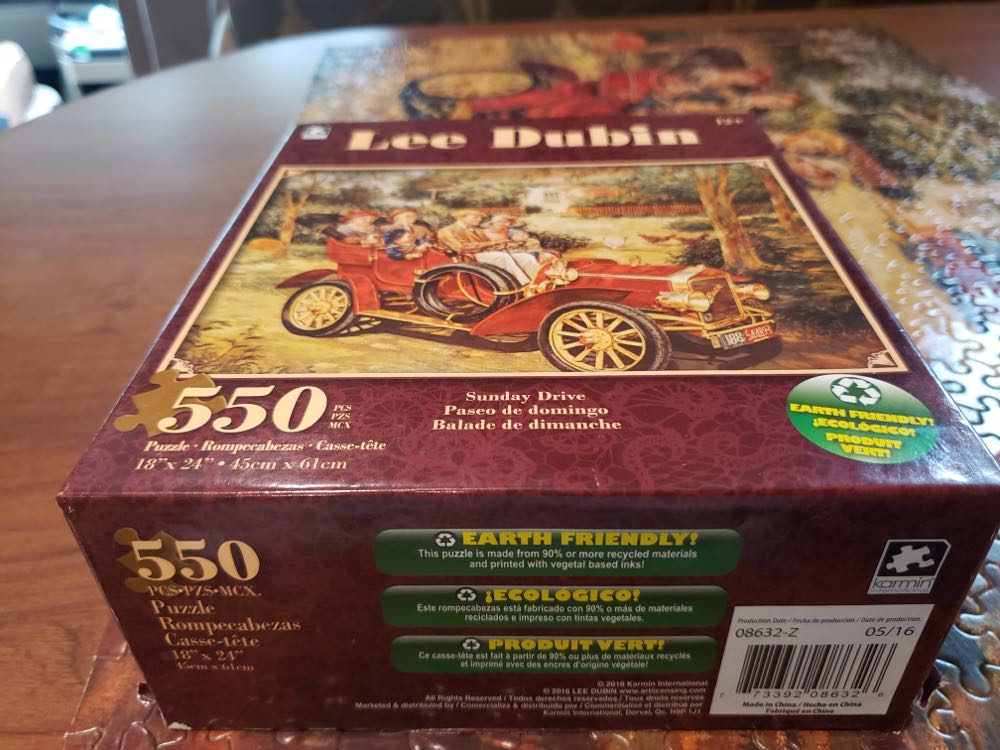 Lee Dubin
12+
188 544893
550 PCS PZS MCX
Puzzle • Rompecabezas • Casse-tête
18" x 24" • 45cm x 61cm
Sunday Drive
Paseo de domingo
Balade de dimanche
EARTH FRIENDLY!
¡ECOLÓGICO!
PRODUIT
VERT!
550
PCS•PZS•MCX.
Puzzle
Rompecabezas
Casse-tête
18" x 24"
45cm x 61cm
EARTH FRIENDLY!
This puzzle is made from 90% or more recycled materials
and printed with vegetal based inks!
¡ECOLÓGICO!
Este rompecabezas está fabricado con 90% o más de materiales
reciclados e impreso con tintas vegetales.
PRODUIT VERT!
Ce casse-tête est fait à partir de 90% ou plus de matériaux recyclés
et imprimé avec des encres d'origine végétale!
© 2016 Karmin International
© 2016 LEE DUBIN www.artlicensing.com
All Rights Reserved / Todos derechos reservados / Tous droits réservés
Marketed & distributed by / Comercializa & distribuido por / Commercialisé et distribué par
Karmin International, Dorval, Qc. H9P 1J1
karmin
international
Production Date / Fecha de producción / Date de production:
08632-Z 05/16
7 73392 08632 6
Made in China / Hecho en China
Fabriqué en Chine